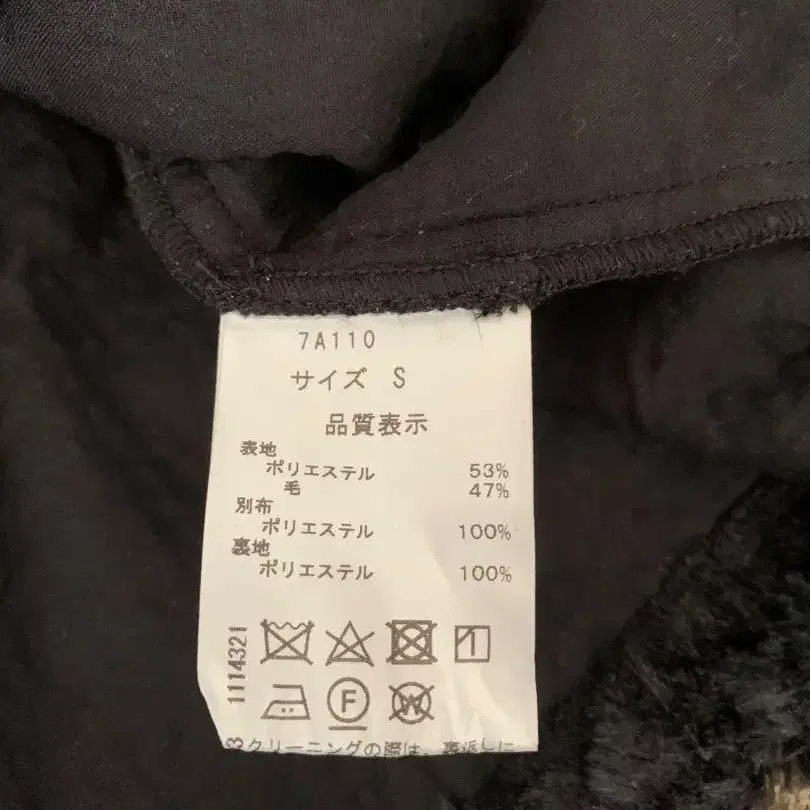 7A110
サイズ S
品質表示
表地
ポリエステル 53%
毛 47%
別布
ポリエステル 100%
裏地
ポリエステル 100%
1114321
1
F
W
クリーニングの際は、裏返しに